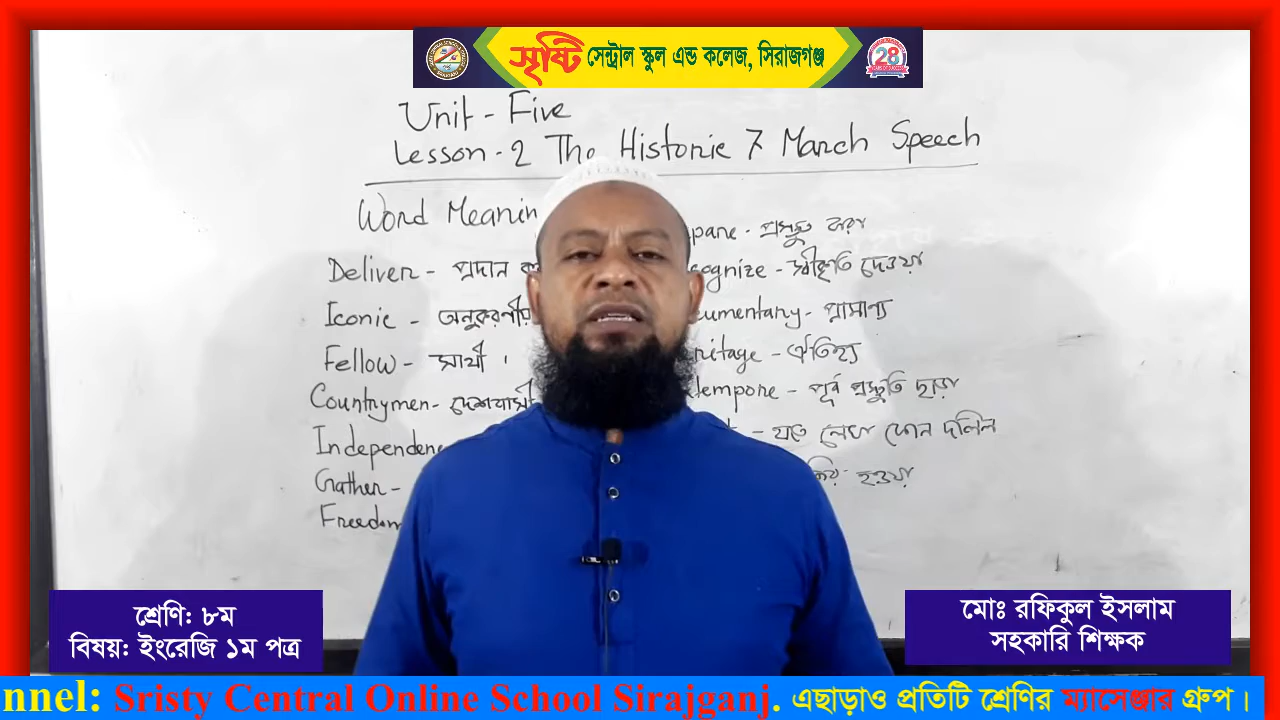 সৃষ্টি সেন্ট্রাল স্কুল এন্ড কলেজ, সিরাজগঞ্জ
28
Unit - Five
Lesson - 2 The Historic 7 March Speech
Word Meanin
Deliver - প্রদান ক
Iconic - অনুকরণীয়
Fellow - সাথী ।
Countrymen - দেশবাসী
Independenc
Gather -
Freedom
pare - প্রস্তুত করা
cognize - স্বীকৃতি দেওয়া
cumentary - প্রামাণ্য
ritage - ঐতিহ্য
tempore - পূর্ব প্রস্তুতি ছাড়া
- যাতে লেখা কোন দলিল
হওয়া
শ্রেণি: ৮ম
বিষয়: ইংরেজি ১ম পত্র
মোঃ রফিকুল ইসলাম
সহকারি শিক্ষক
nnel: Sristy Central Online School Sirajganj. এছাড়াও প্রতিটি শ্রেণির ম্যাসেঞ্জার গ্রুপ।